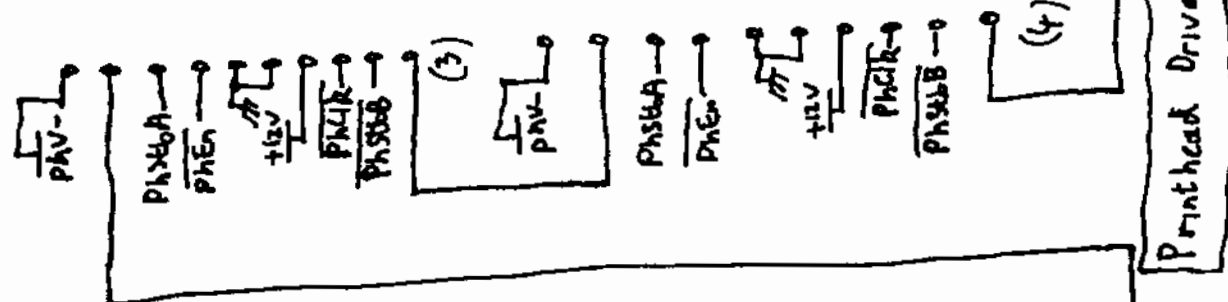 phV
PhStbA
phEn
+12V
PhClk
PhStbB
(3)
phV
PhStbA
PhEn
+12V
PhClk
PhStbB
(4)
Printhead Drive